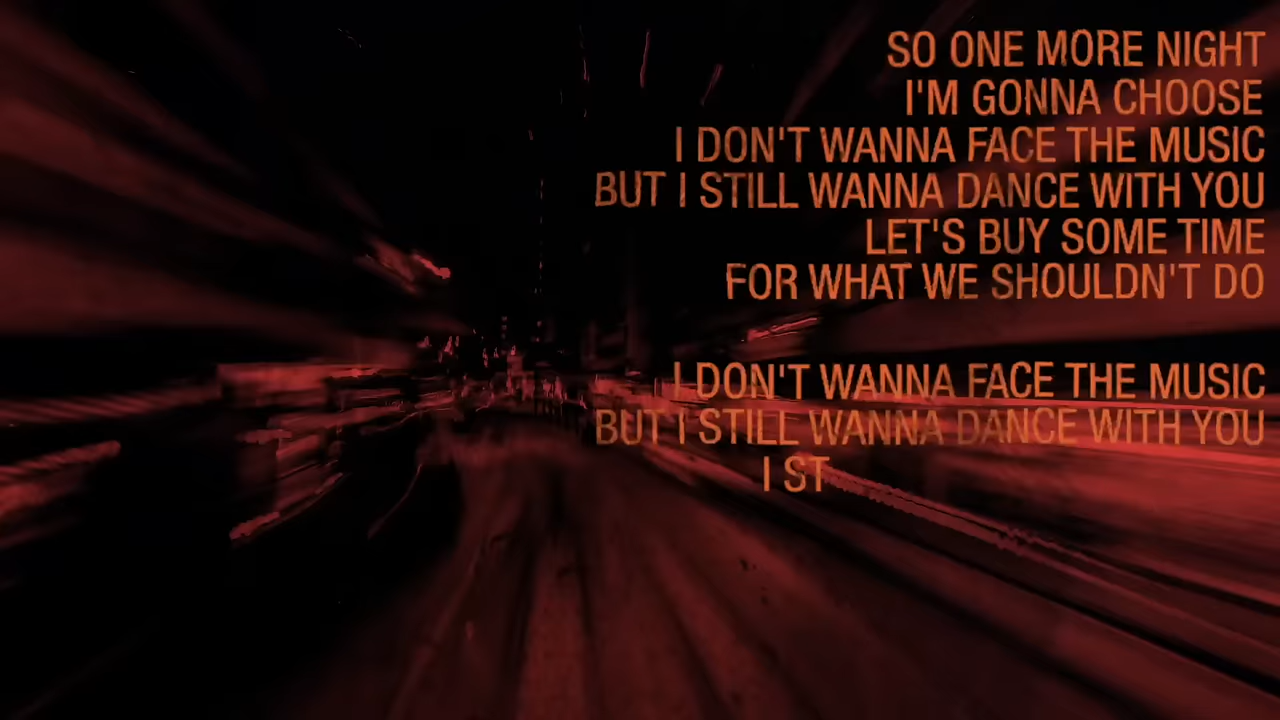 SO ONE MORE NIGHT
I'M GONNA CHOOSE
I DON'T WANNA FACE THE MUSIC
BUT I STILL WANNA DANCE WITH YOU
LET'S BUY SOME TIME
FOR WHAT WE SHOULDN'T DO
I DON'T WANNA FACE THE MUSIC
BUT I STILL WANNA DANCE WITH YOU
I ST